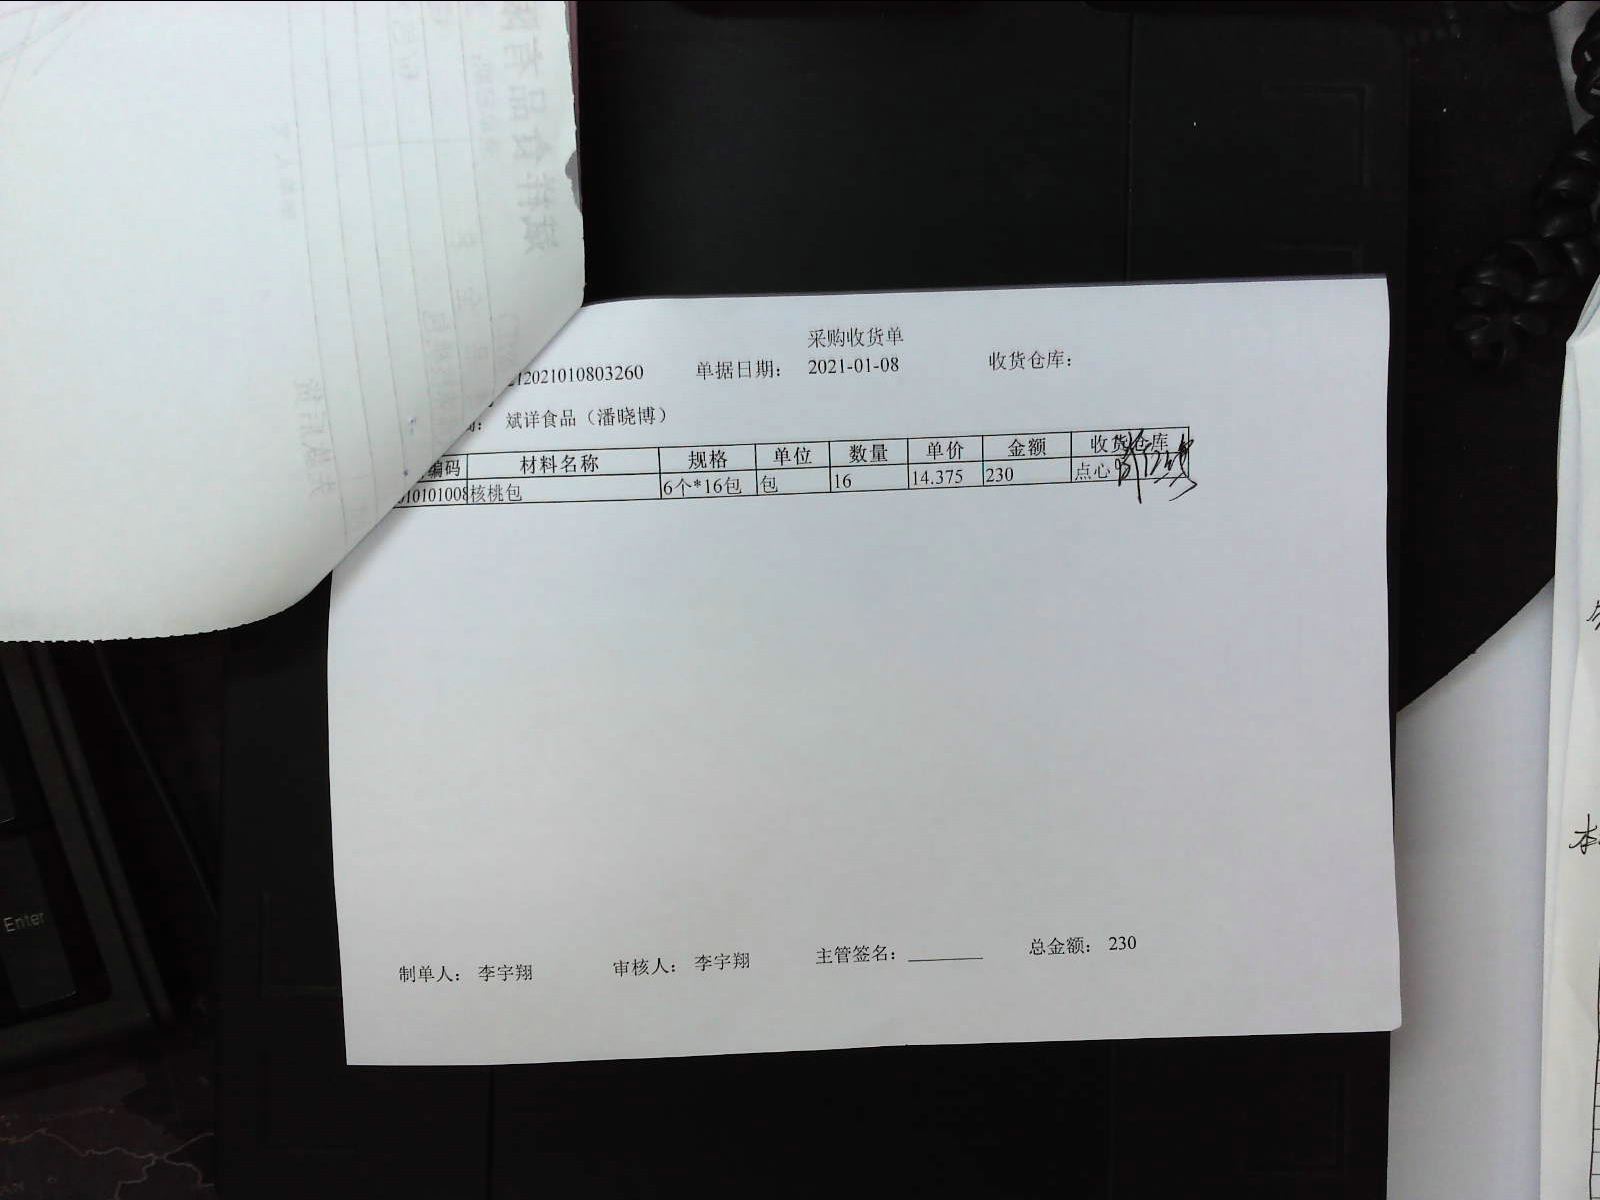 采购收货单
12021010803260 单据日期: 2021-01-08 收货仓库:
斌详食品（潘晓博）
编码 材料名称 规格 单位 数量 单价 金额 收货仓库
010101008 核桃包 6个*16包 包 16 14.375 230 点心
制单人: 李宇翔 审核人: 李宇翔 主管签名: 总金额: 230
Enter